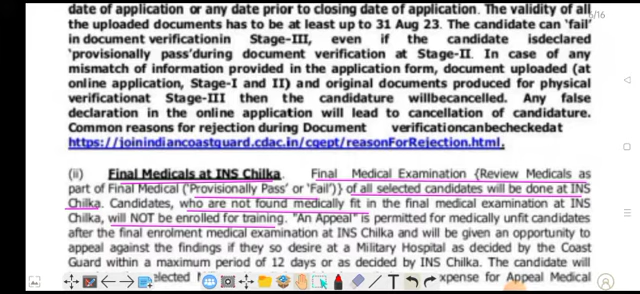 date of application or any date prior to closing date of application. The validity of all
the uploaded documents has to be at least up to 31 Aug 23. The candidate can 'fail'
in document verificationin Stage-III, even if the candidate isdeclared
'provisionally pass'during document verification at Stage-II. In case of any
mismatch of information provided in the application form, document uploaded (at
online application, Stage-I and II) and original documents produced for physical
verificationat Stage-III then the candidature willbecancelled. Any false
declaration in the online application will lead to cancellation of candidature.
Common reasons for rejection during Document verificationcanbecheckedat
https://joinindiancoastguard.cdac.in/cgept/reasonForRejection.html.
(ii) Final Medicals at INS Chilka. Final Medical Examination {Review Medicals as
part of Final Medical ('Provisionally Pass' or 'Fail')} of all selected candidates will be done at INS
Chilka. Candidates, who are not found medically fit in the final medical examination at INS
Chilka, will NOT be enrolled for training. "An Appeal" is permitted for medically unfit candidates
after the final enrolment medical examination at INS Chilka and will be given an opportunity to
appeal against the findings if they so desire at a Military Hospital as decided by the Coast
Guard within a maximum period of 12 days or as decided by INS Chilka. The candidate will
elected xpense for Appeal Medical
/16